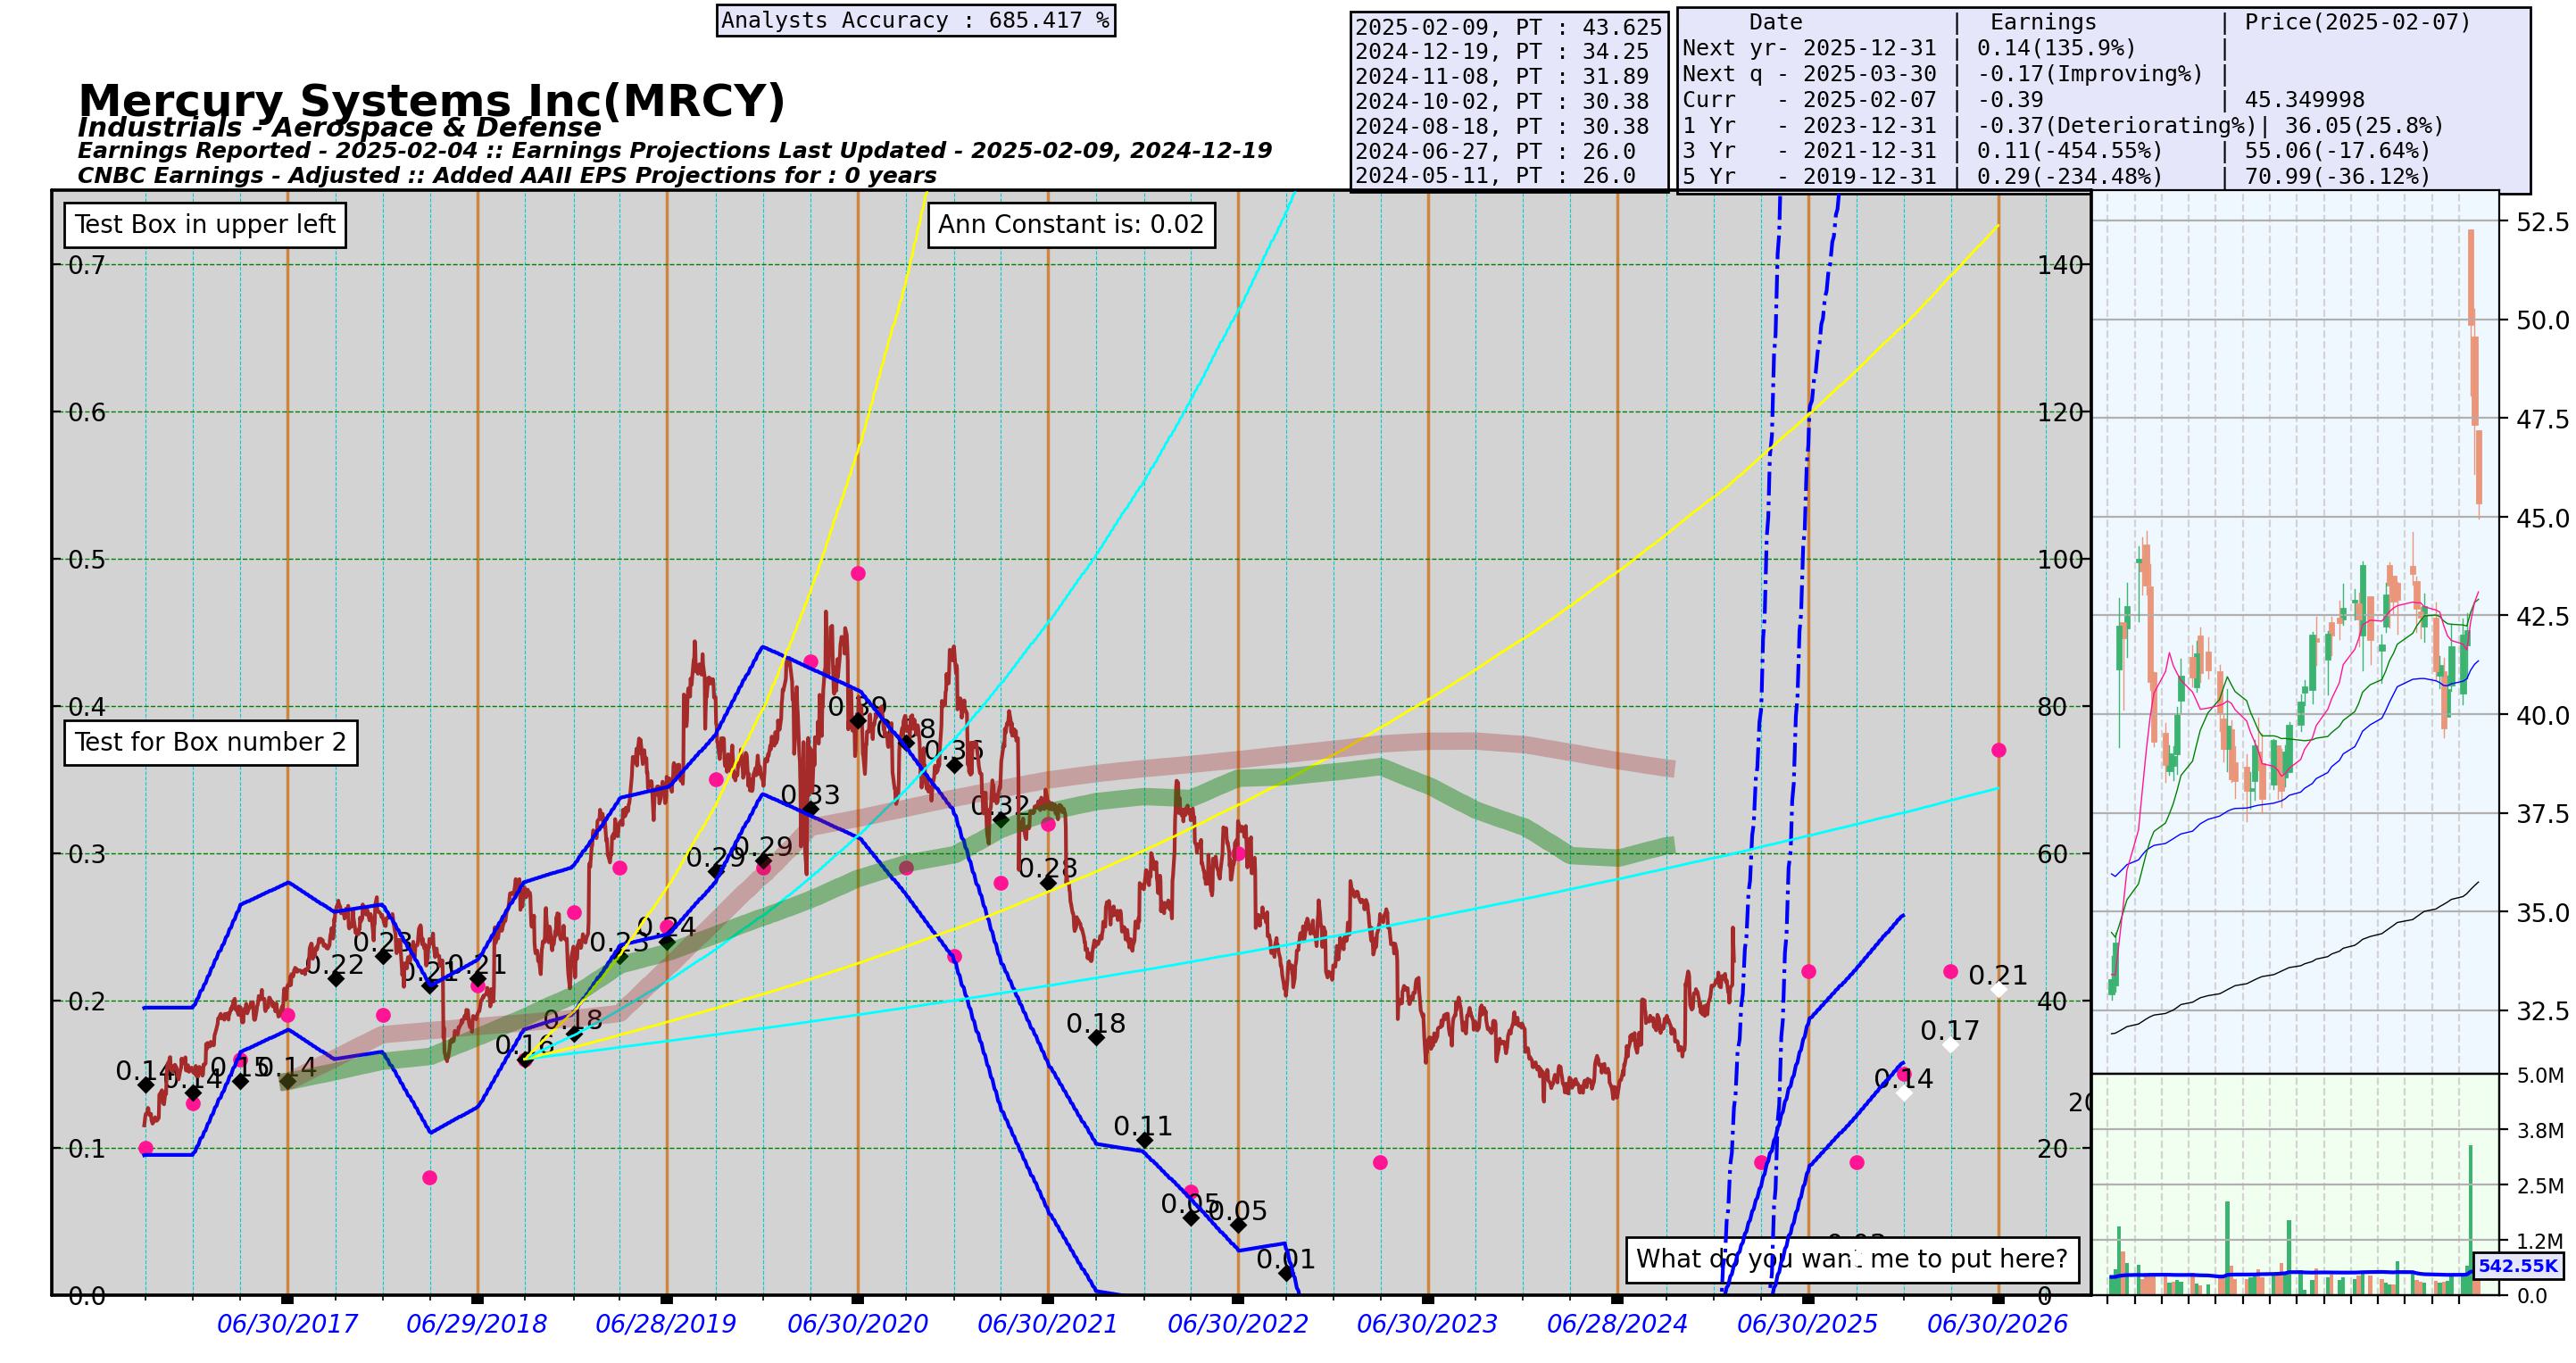 Analysts Accuracy : 685.417 %
2025-02-09, PT : 43.625
2024-12-19, PT : 34.25
2024-11-08, PT : 31.89
2024-10-02, PT : 30.38
2024-08-18, PT : 30.38
2024-06-27, PT : 26.0
2024-05-11, PT : 26.0
Date | Earnings | Price(2025-02-07)
Next yr- 2025-12-31 | 0.14(135.9%) |
Next q - 2025-03-30 | -0.17(Improving%) |
Curr - 2025-02-07 | -0.39 | 45.349998
1 Yr - 2023-12-31 | -0.37(Deteriorating%)| 36.05(25.8%)
3 Yr - 2021-12-31 | 0.11(-454.55%) | 55.06(-17.64%)
5 Yr - 2019-12-31 | 0.29(-234.48%) | 70.99(-36.12%)
Mercury Systems Inc(MRCY)
Industrials - Aerospace & Defense
Earnings Reported - 2025-02-04 :: Earnings Projections Last Updated - 2025-02-09, 2024-12-19
CNBC Earnings - Adjusted :: Added AAII EPS Projections for : 0 years
Test Box in upper left
Ann Constant is: 0.02
Test for Box number 2
What do you want me to put here?
0.7
0.6
0.5
0.4
0.3
0.2
0.1
0.0
140
120
100
80
60
40
20
0
0.14
0.14
0.15
0.14
0.22
0.23
0.21
0.21
0.16
0.18
0.23
0.24
0.29
0.29
0.33
0.39
0.38
0.36
0.32
0.28
0.18
0.11
0.05
0.05
0.01
0.14
0.17
0.21
52.5
50.0
47.5
45.0
42.5
40.0
37.5
35.0
32.5
5.0M
3.8M
2.5M
1.2M
542.55K
0.0
06/30/2017
06/29/2018
06/28/2019
06/30/2020
06/30/2021
06/30/2022
06/30/2023
06/28/2024
06/30/2025
06/30/2026